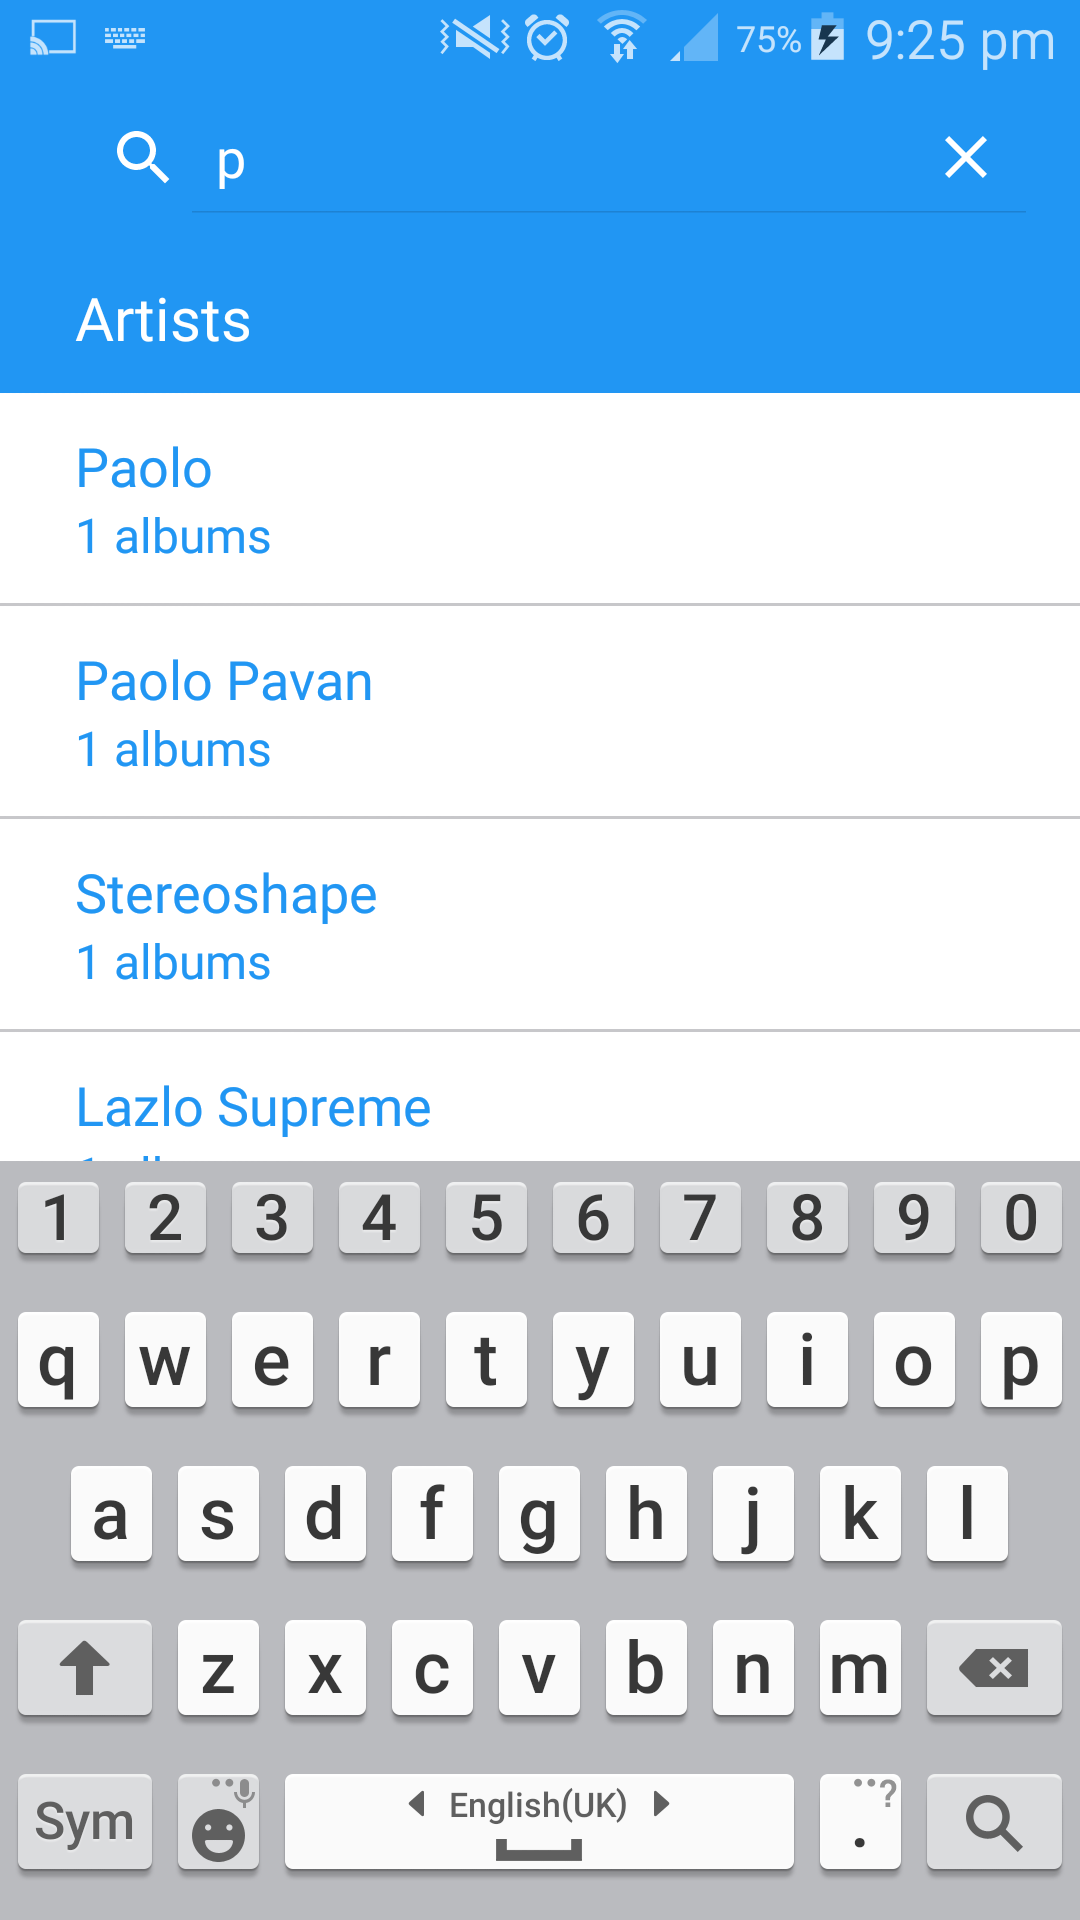 75% 9:25 pm
p
Artists
Paolo
1 albums
Paolo Pavan
1 albums
Stereoshape
1 albums
Lazlo Supreme
1 2 3 4 5 6 7 8 9 0
q w e r t y u i o p
a s d f g h j k l
z x c v b n m
Sym English(UK) . ?